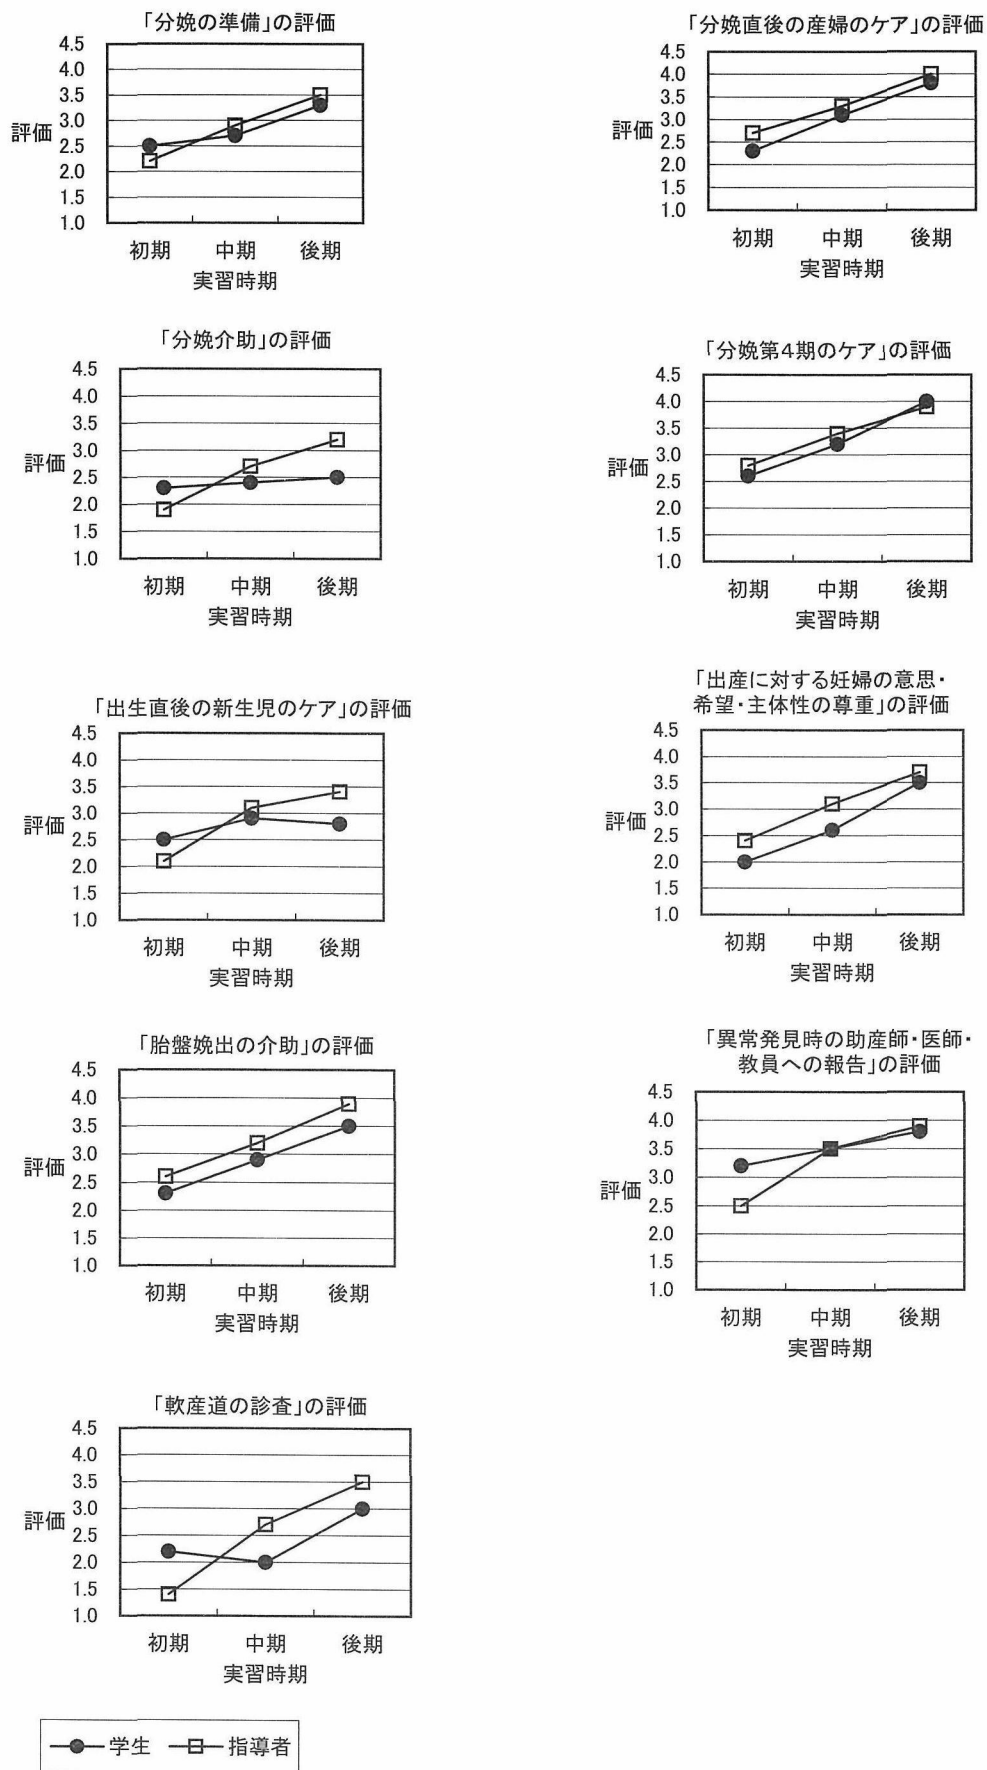 「分娩の準備」の評価
4.5
4.0
3.5
3.0
2.5
2.0
1.5
1.0
評価
初期 中期 後期
実習時期
「分娩介助」の評価
4.5
4.0
3.5
3.0
2.5
2.0
1.5
1.0
評価
初期 中期 後期
実習時期
「出生直後の新生児のケア」の評価
4.5
4.0
3.5
3.0
2.5
2.0
1.5
1.0
評価
初期 中期 後期
実習時期
「胎盤娩出の介助」の評価
4.5
4.0
3.5
3.0
2.5
2.0
1.5
1.0
評価
初期 中期 後期
実習時期
「軟産道の診査」の評価
4.5
4.0
3.5
3.0
2.5
2.0
1.5
1.0
評価
初期 中期 後期
実習時期
「分娩直後の産婦のケア」の評価
4.5
4.0
3.5
3.0
2.5
2.0
1.5
1.0
評価
初期 中期 後期
実習時期
「分娩第4期のケア」の評価
4.5
4.0
3.5
3.0
2.5
2.0
1.5
1.0
評価
初期 中期 後期
実習時期
「出産に対する妊婦の意思・
希望・主体性の尊重」の評価
4.5
4.0
3.5
3.0
2.5
2.0
1.5
1.0
評価
初期 中期 後期
実習時期
「異常発見時の助産師・医師・
教員への報告」の評価
4.5
4.0
3.5
3.0
2.5
2.0
1.5
1.0
評価
初期 中期 後期
実習時期
学生 指導者